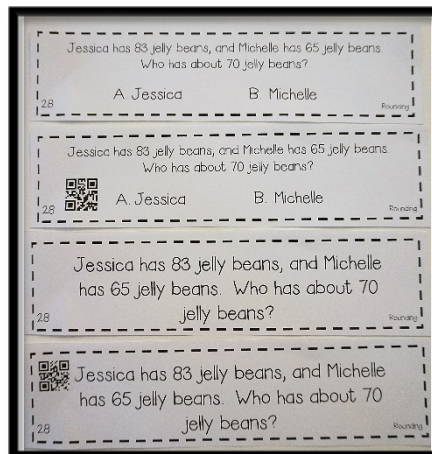 Jessica has 83 jelly beans, and Michelle has 65 jelly beans.
Who has about 70 jelly beans?
A. Jessica B. Michelle
28 Rounding
Jessica has 83 jelly beans, and Michelle has 65 jelly beans.
Who has about 70 jelly beans?
A. Jessica B. Michelle
28 Rounding
Jessica has 83 jelly beans, and Michelle
has 65 jelly beans. Who has about 70
jelly beans?
28 Rounding
Jessica has 83 jelly beans, and Michelle
has 65 jelly beans. Who has about 70
jelly beans?
28 Rounding